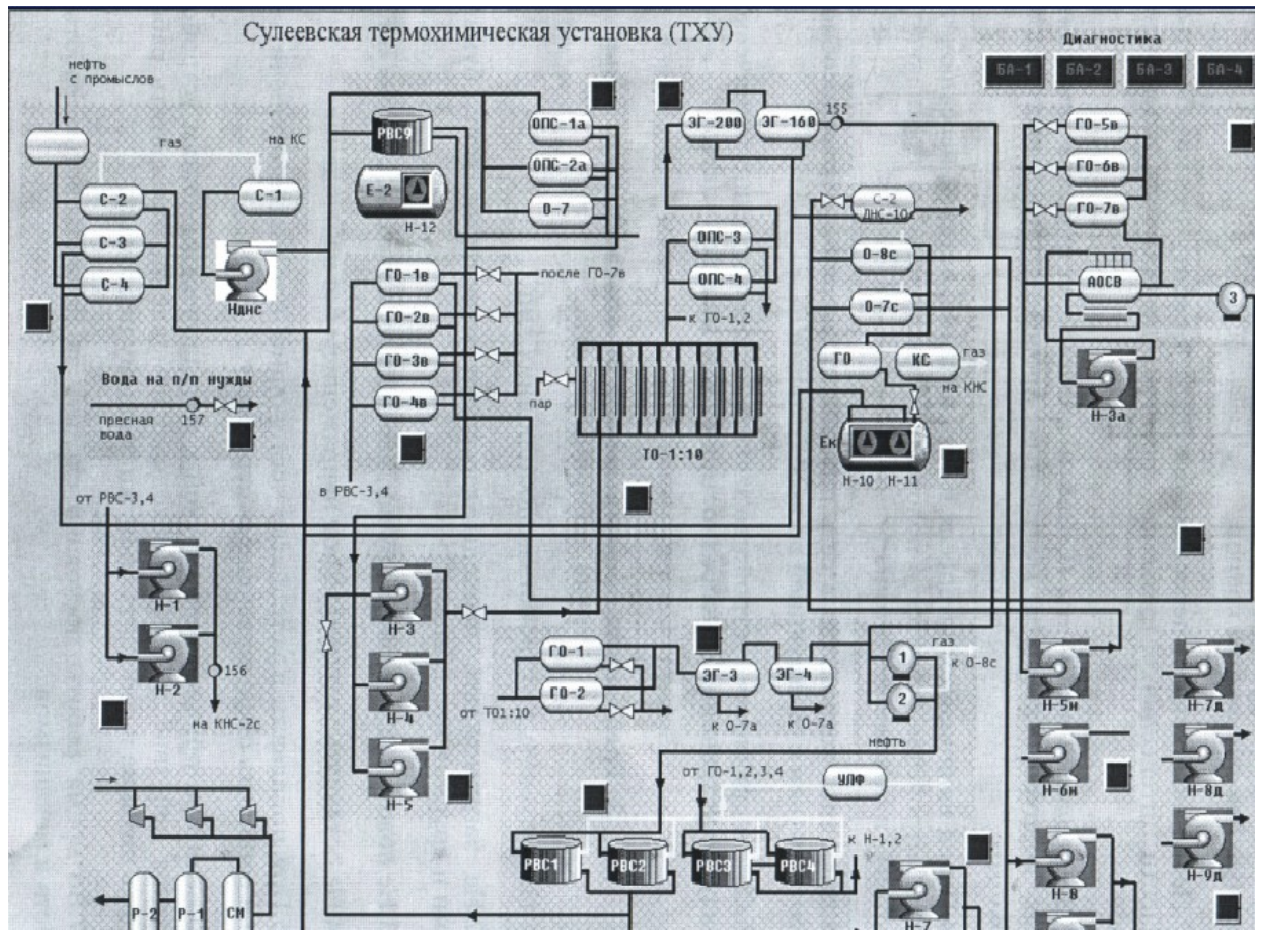 Сулеевская термохимическая установка (ТХУ)
Диагностика
БА-1 БА-2 БА-3 БА-4
нефть
с промыслов
газ
на КС
С-2
С-3
С-4
С-1
Нднс
РВС9
Е-2
Н-12
ОПС-1а
ОПС-2а
О-7
ЭГ-200
ЭГ-160
155
ГО-5в
ГО-6в
ГО-7в
С-2
ДНС-10с
О-8с
О-7с
ОПС-3
ОПС-4
к ГО-1,2
АОСВ
3
Н-3а
ГО-1в
ГО-2в
ГО-3в
ГО-4в
после ГО-7в
в РВС-3,4
пар
ТО-1:10
ГО
КС
газ
на КНС
Ек
Н-10 Н-11
Вода на п/п нужды
пресная
вода
157
от РВС-3,4
Н-1
Н-2
156
на КНС-2с
Н-3
Н-4
Н-5
ГО-1
ГО-2
от ТО1:10
ЭГ-3
ЭГ-4
к О-7а
к О-7а
1
2
газ
к О-8с
нефть
Н-5н
Н-6н
Н-7д
Н-8д
Н-9д
от ГО-1,2,3,4
УЛФ
РВС1
РВС2
РВС3
РВС4
к Н-1,2
Н-7
Н-8
Р-2
Р-1
СМ